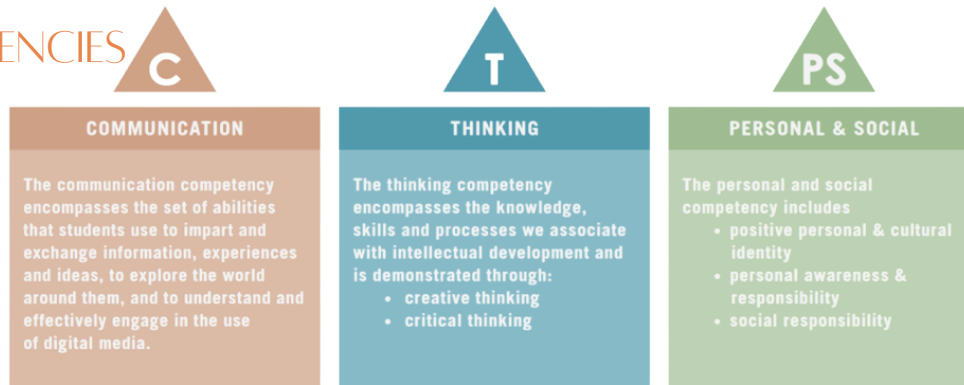 ENCIES
C
COMMUNICATION
The communication competency
encompasses the set of abilities
that students use to impart and
exchange information, experiences
and ideas, to explore the world
around them, and to understand and
effectively engage in the use
of digital media.
T
THINKING
The thinking competency
encompasses the knowledge,
skills and processes we associate
with intellectual development and
is demonstrated through:
• creative thinking
• critical thinking
PS
PERSONAL & SOCIAL
The personal and social
competency includes
• positive personal & cultural
identity
• personal awareness &
responsibility
• social responsibility